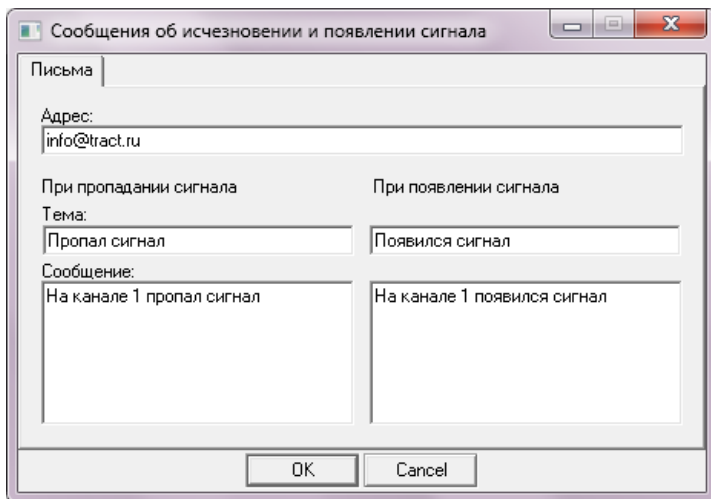 Сообщения об исчезновении и появлении сигнала
Письма
Адрес:
info@tract.ru
При пропадании сигнала
При появлении сигнала
Тема:
Пропал сигнал
Появился сигнал
Сообщение:
На канале 1 пропал сигнал
На канале 1 появился сигнал
OK
Cancel